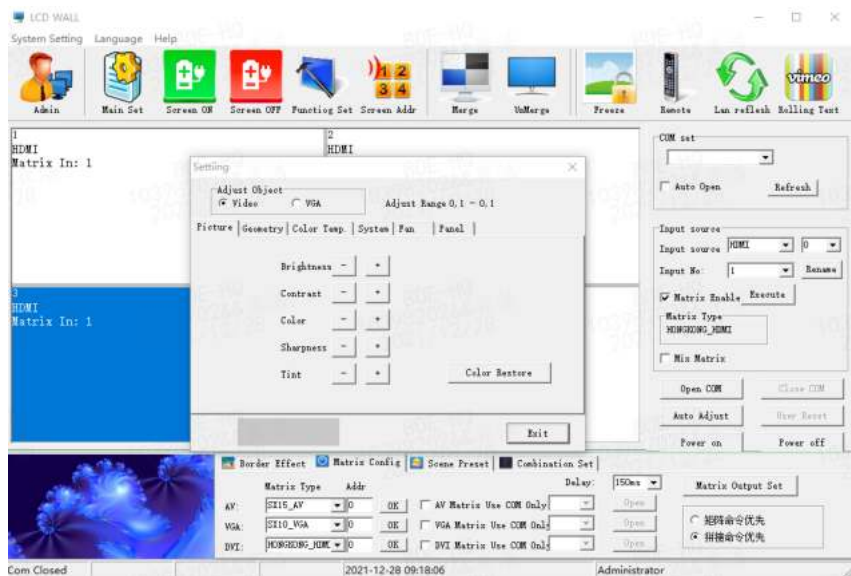 LCD WALL
System Setting Language Help
Admin Main Set Screen ON Screen OFF Functiog Set Screen Addr Merge UnMerge Freeze Remote Lan reflesh Rolling Text
1 2
3 4
vimeo
1
HDMI
Matrix In: 1
2
HDMI
3
HDMI
Matrix In: 1
Settiing
Adjust Object
Video VGA Adjust Range 0,1 - 0,1
Picture Geometry Color Temp. System Fan Panel
Brightness - +
Contrast - +
Color - +
Sharpness - +
Tint - +
Color Restore
Exit
COM set
Auto Open Refresh
Input source
Input source HDMI 0
Input No: 1 Rename
Matrix Enable Execute
Matrix Type
HONGKONG_HDMI
Mix Matrix
Open COM Close COM
Auto Adjust User Reset
Power on Power off
Border Effect Matrix Config Scene Preset Combination Set
Matrix Type Addr Delay: 150ms Matrix Output Set
AV: SX15_AV 0 OK AV Matrix Use COM Only Open
VGA: SX10_VGA 0 OK VGA Matrix Use COM Only Open
DVI: HONGKONG_HDM 0 OK DVI Matrix Use COM Only Open
矩阵命令优先
拼接命令优先
Com Closed 2021-12-28 09:18:06 Administrator